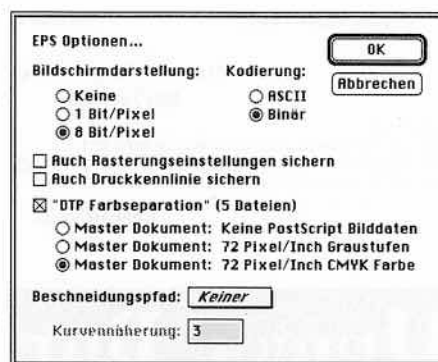 EPS Optionen...
OK
Bildschirmdarstellung:
Kodierung:
Abbrechen
Keine
ASCII
1 Bit/Pixel
Binär
8 Bit/Pixel
Auch Rasterungseinstellungen sichern
Auch Druckkennlinie sichern
"DTP Farbseparation" (5 Dateien)
Master Dokument: Keine PostScript Bilddaten
Master Dokument: 72 Pixel/Inch Graustufen
Master Dokument: 72 Pixel/Inch CMYK Farbe
Beschneidungspfad: Keiner
Kurvennäherung: 3